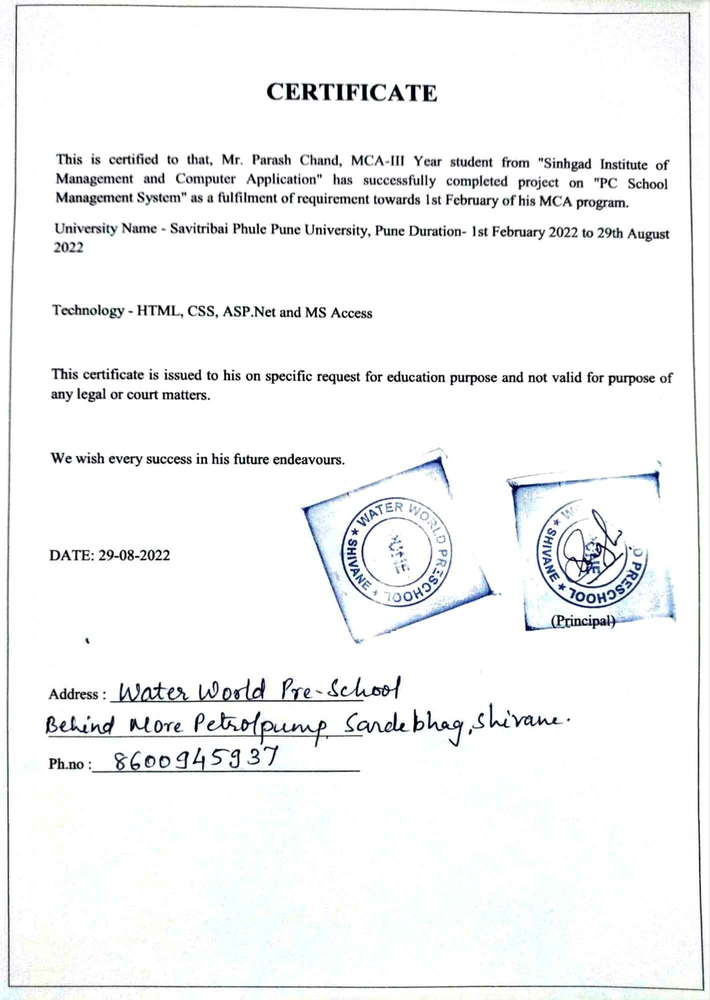 CERTIFICATE
This is certified to that, Mr. Parash Chand, MCA-III Year student from "Sinhgad Institute of
Management and Computer Application" has successfully completed project on "PC School
Management System" as a fulfilment of requirement towards 1st February of his MCA program.
University Name - Savitribai Phule Pune University, Pune Duration- 1st February 2022 to 29th August
2022
Technology - HTML, CSS, ASP.Net and MS Access
This certificate is issued to his on specific request for education purpose and not valid for purpose of
any legal or court matters.
We wish every success in his future endeavours.
DATE: 29-08-2022
★ WATER WORLD PRESCHOOL ★ SHIVANE
SHIVANE ★ PRESCHOOL
(Principal)
Address : Water World Pre-School
Behind More Petrolpump, Sardebhag, Shivane.
Ph.no : 8600945937